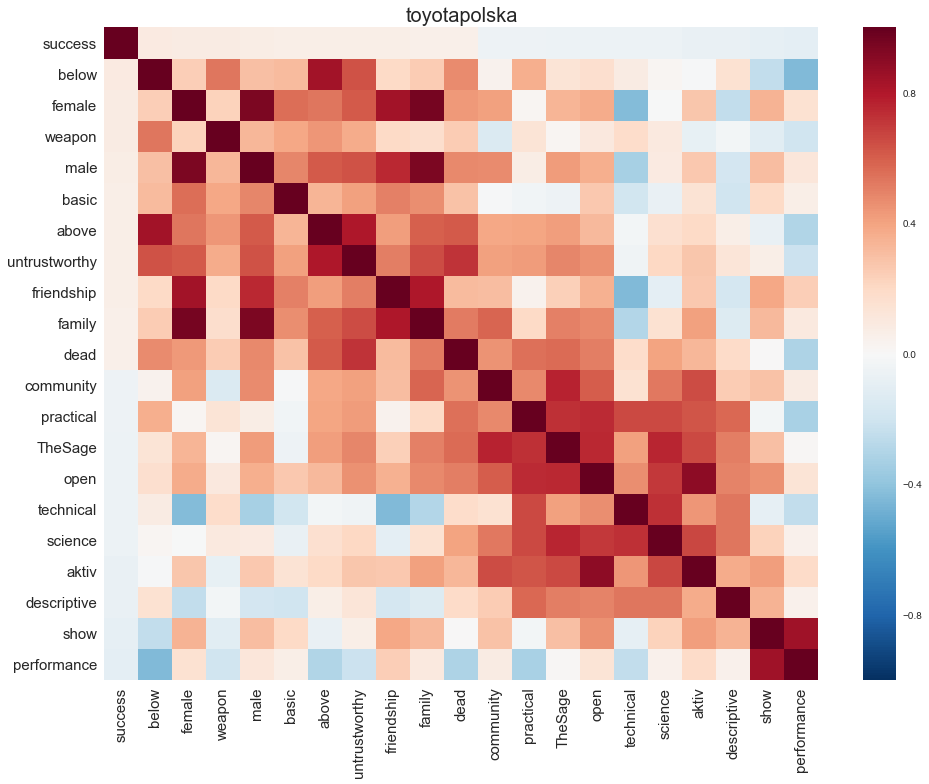 toyotapolska
success
below
female
weapon
male
basic
above
untrustworthy
friendship
family
dead
community
practical
TheSage
open
technical
science
aktiv
descriptive
show
performance
0.8
0.4
0.0
-0.4
-0.8
success
below
female
weapon
male
basic
above
untrustworthy
friendship
family
dead
community
practical
TheSage
open
technical
science
aktiv
descriptive
show
performance